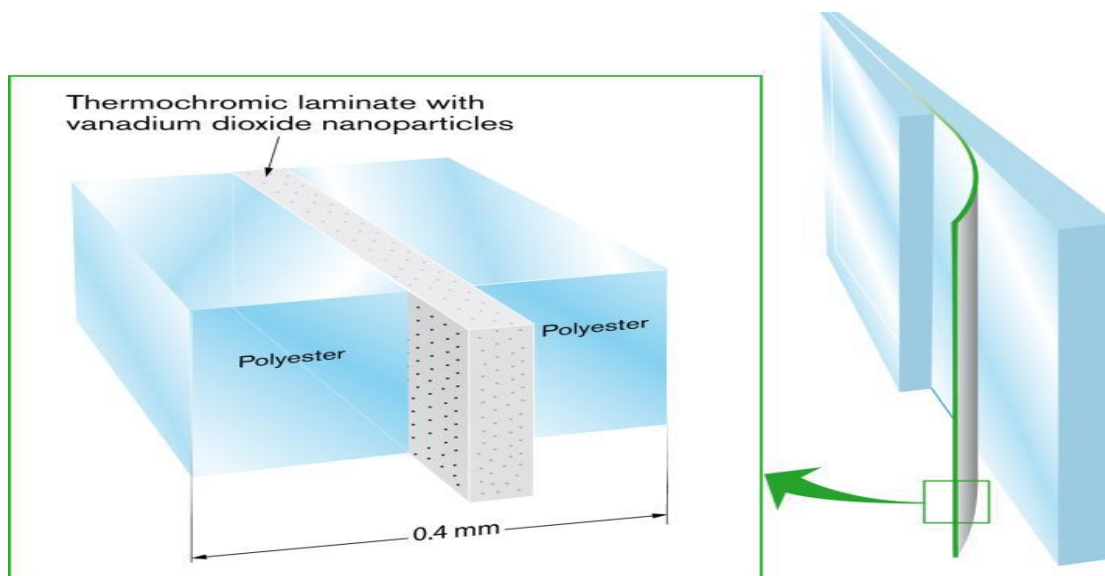 Thermochromic laminate with
vanadium dioxide nanoparticles
Polyester
Polyester
0.4 mm